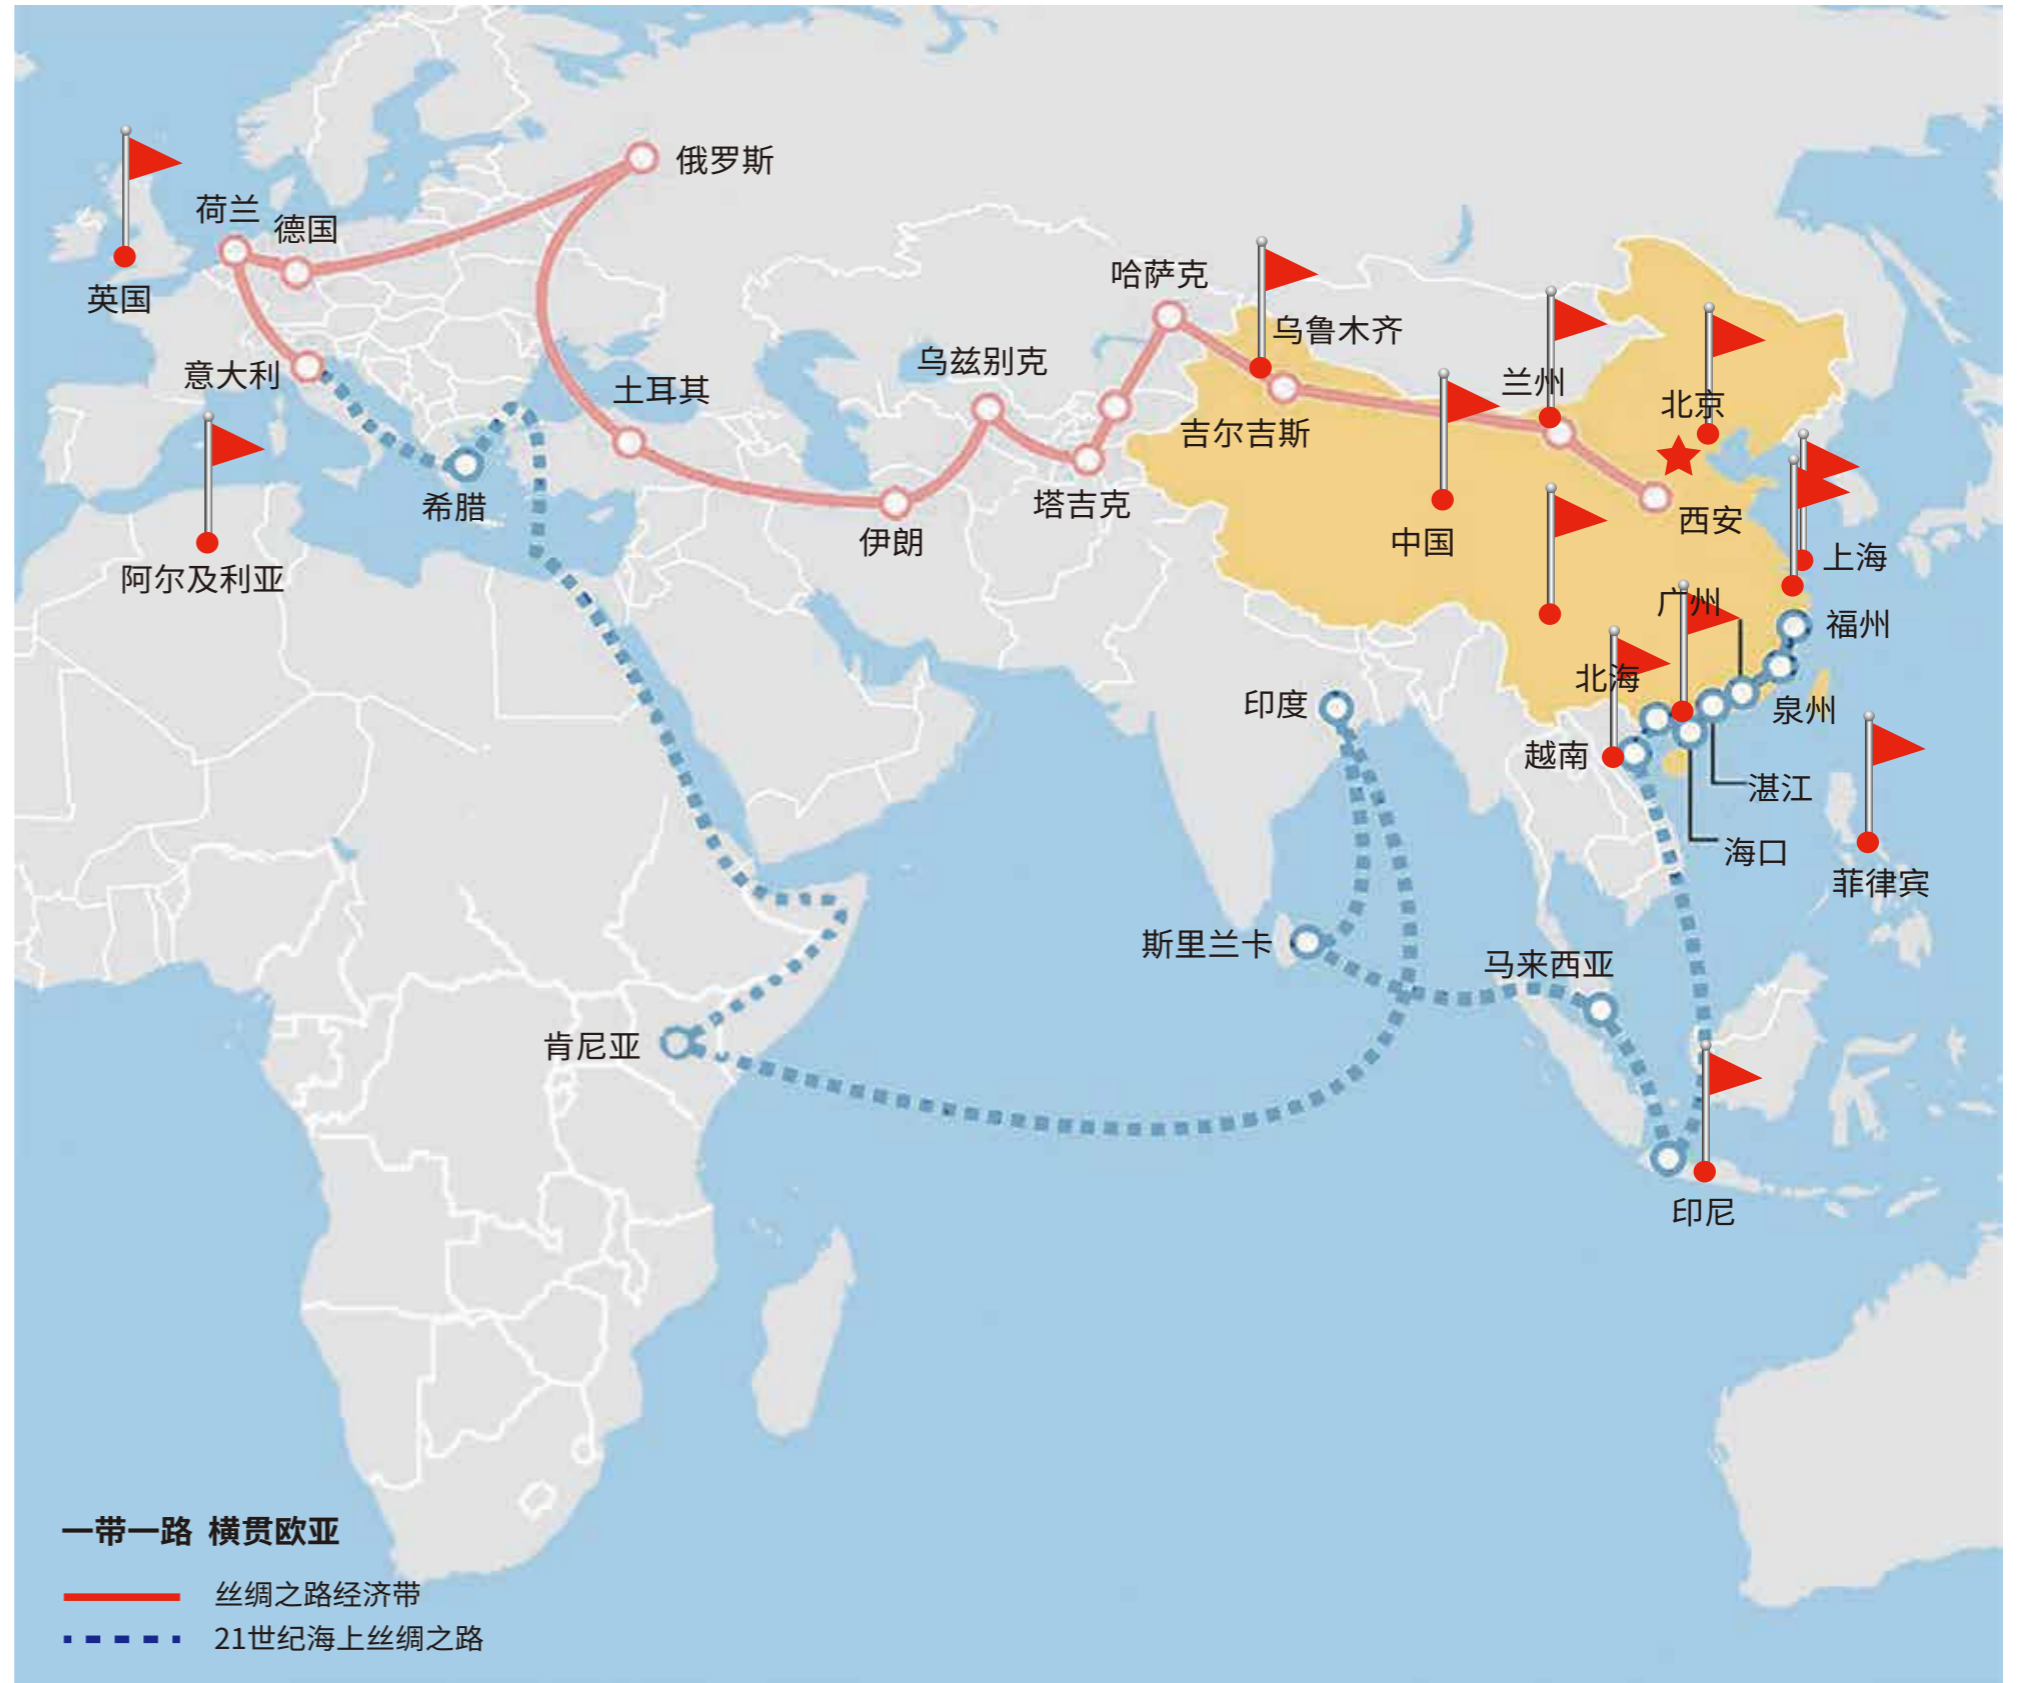 俄罗斯
荷兰
德国
英国
哈萨克
乌鲁木齐
意大利
土耳其
乌兹别克
兰州
北京
吉尔吉斯
希腊
塔吉克
伊朗
中国
西安
上海
阿尔及利亚
广州
福州
北海
印度
泉州
越南
湛江
海口
菲律宾
斯里兰卡
马来西亚
肯尼亚
印尼
一带一路 横贯欧亚
丝绸之路经济带
21世纪海上丝绸之路